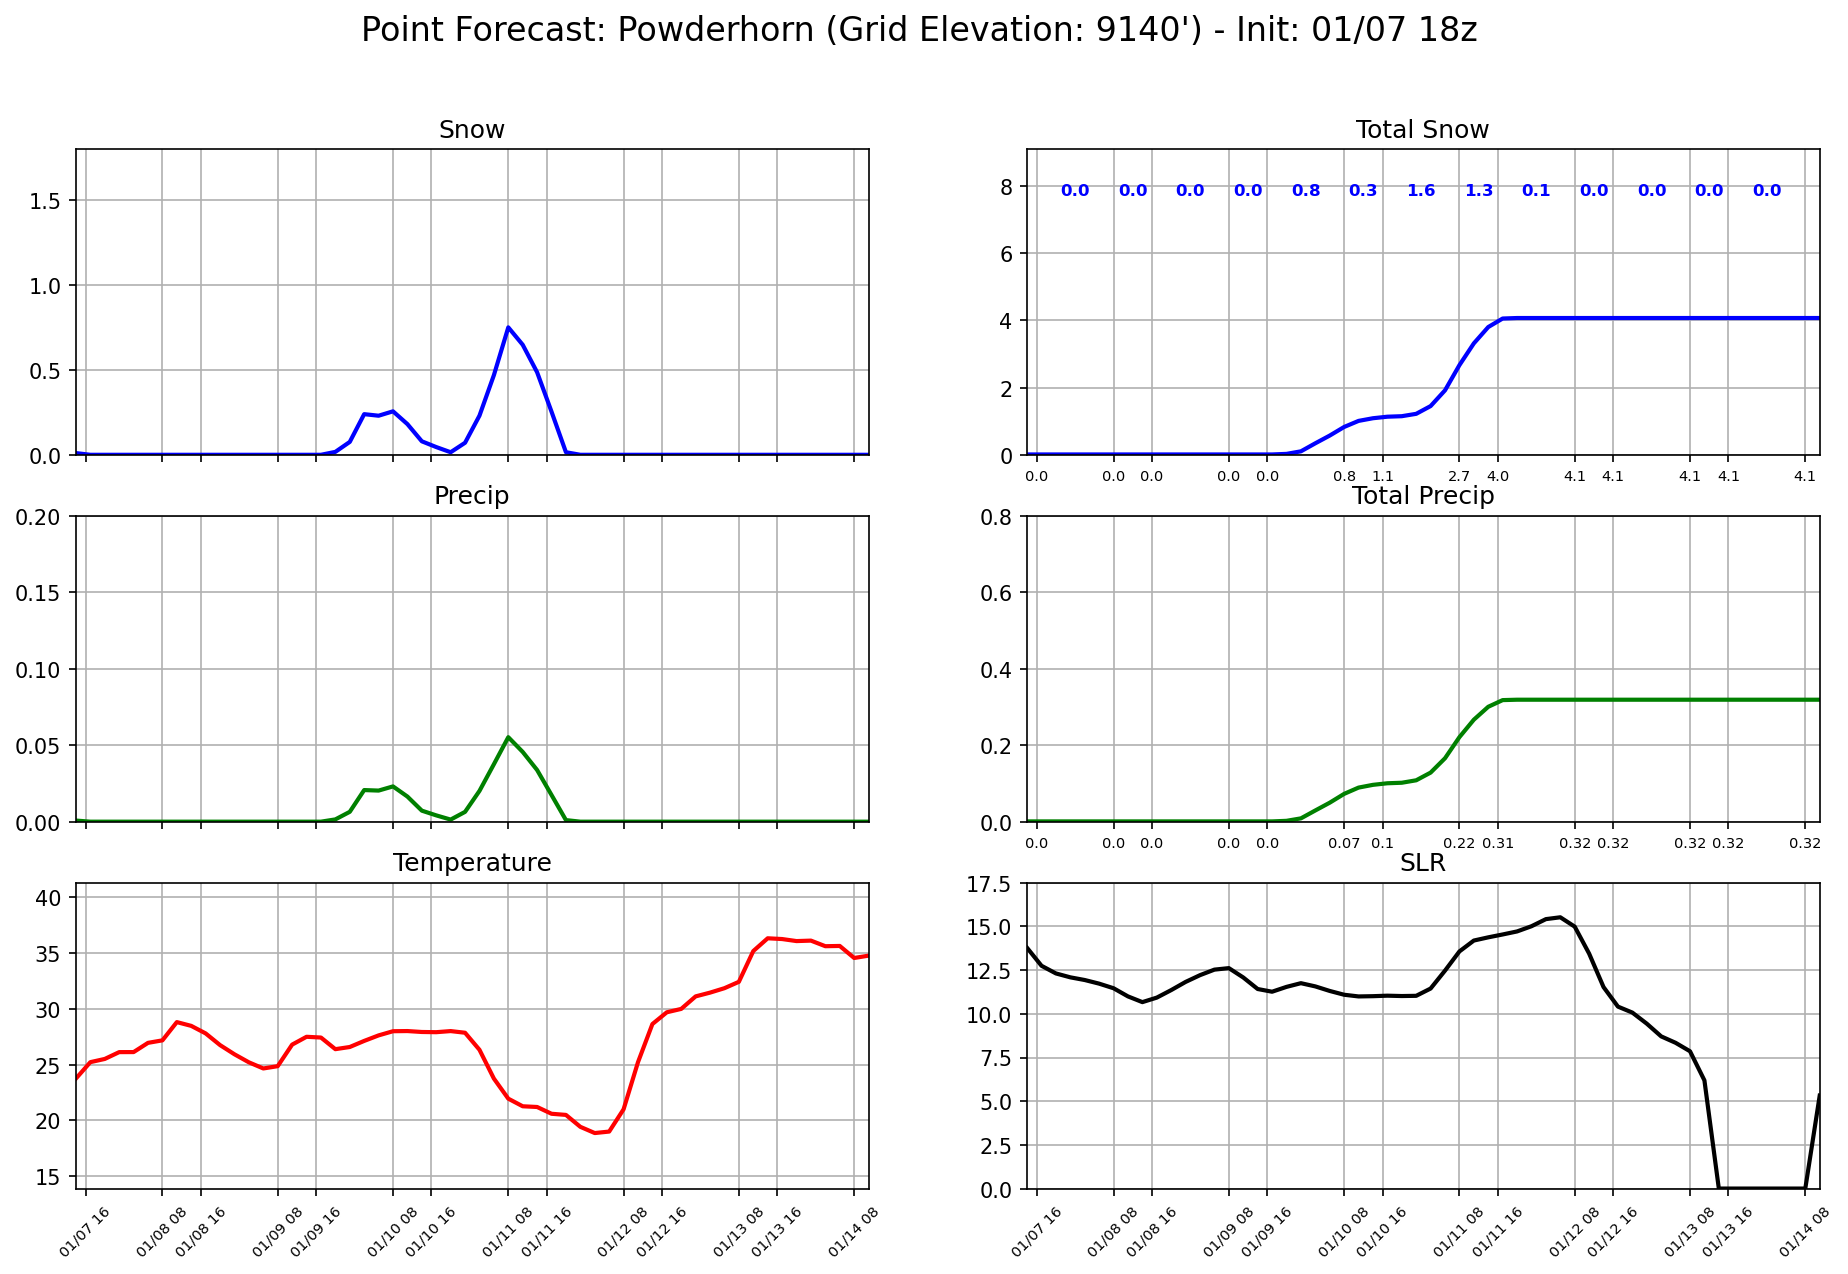 Point Forecast: Powderhorn (Grid Elevation: 9140') - Init: 01/07 18z
Snow
1.5
1.0
0.5
0.0
Total Snow
8
6
4
2
0
0.0 0.0 0.0 0.0 0.8 0.3 1.6 1.3 0.1 0.0 0.0 0.0 0.0
0.0 0.0 0.0 0.0 0.0 0.8 1.1 2.7 4.0 4.1 4.1 4.1 4.1 4.1
Precip
0.20
0.15
0.10
0.05
0.00
Total Precip
0.8
0.6
0.4
0.2
0.0
0.0 0.0 0.0 0.0 0.0 0.07 0.1 0.22 0.31 0.32 0.32 0.32 0.32 0.32
Temperature
40
35
30
25
20
15
01/07 16 01/08 08 01/08 16 01/09 08 01/09 16 01/10 08 01/10 16 01/11 08 01/11 16 01/12 08 01/12 16 01/13 08 01/13 16 01/14 08
SLR
17.5
15.0
12.5
10.0
7.5
5.0
2.5
0.0
01/07 16 01/08 08 01/08 16 01/09 08 01/09 16 01/10 08 01/10 16 01/11 08 01/11 16 01/12 08 01/12 16 01/13 08 01/13 16 01/14 08